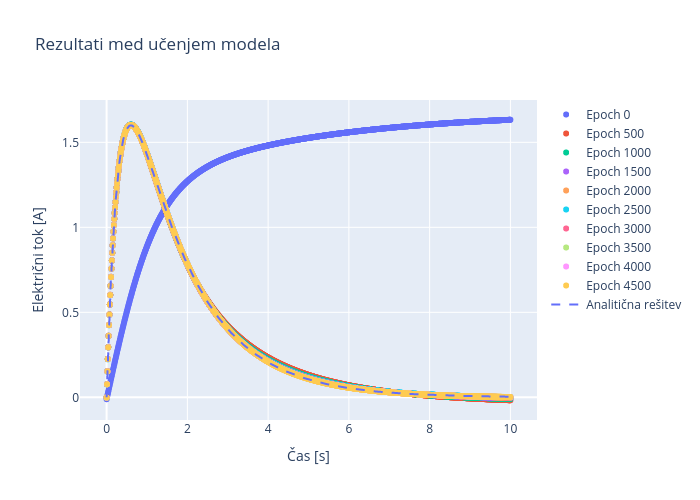 Rezultati med učenjem modela
Električni tok [A]
1.5
1
0.5
0
0
2
4
6
8
10
Čas [s]
Epoch 0
Epoch 500
Epoch 1000
Epoch 1500
Epoch 2000
Epoch 2500
Epoch 3000
Epoch 3500
Epoch 4000
Epoch 4500
Analitična rešitev